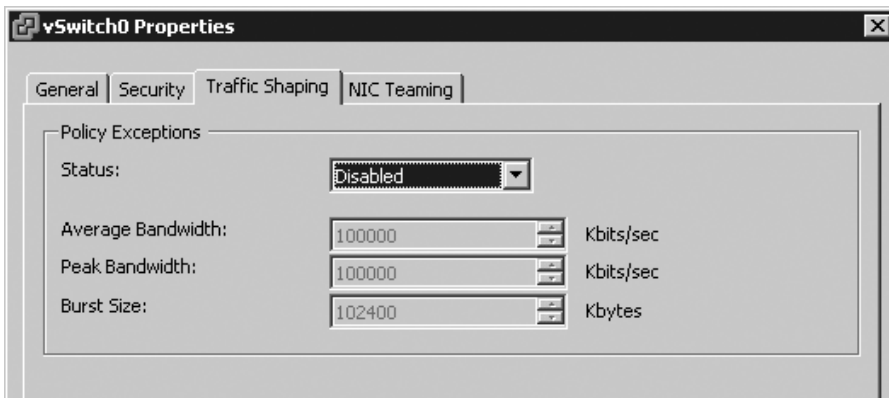 vSwitch0 Properties
General Security Traffic Shaping NIC Teaming
Policy Exceptions
Status: Disabled
Average Bandwidth: 100000 Kbits/sec
Peak Bandwidth: 100000 Kbits/sec
Burst Size: 102400 Kbytes